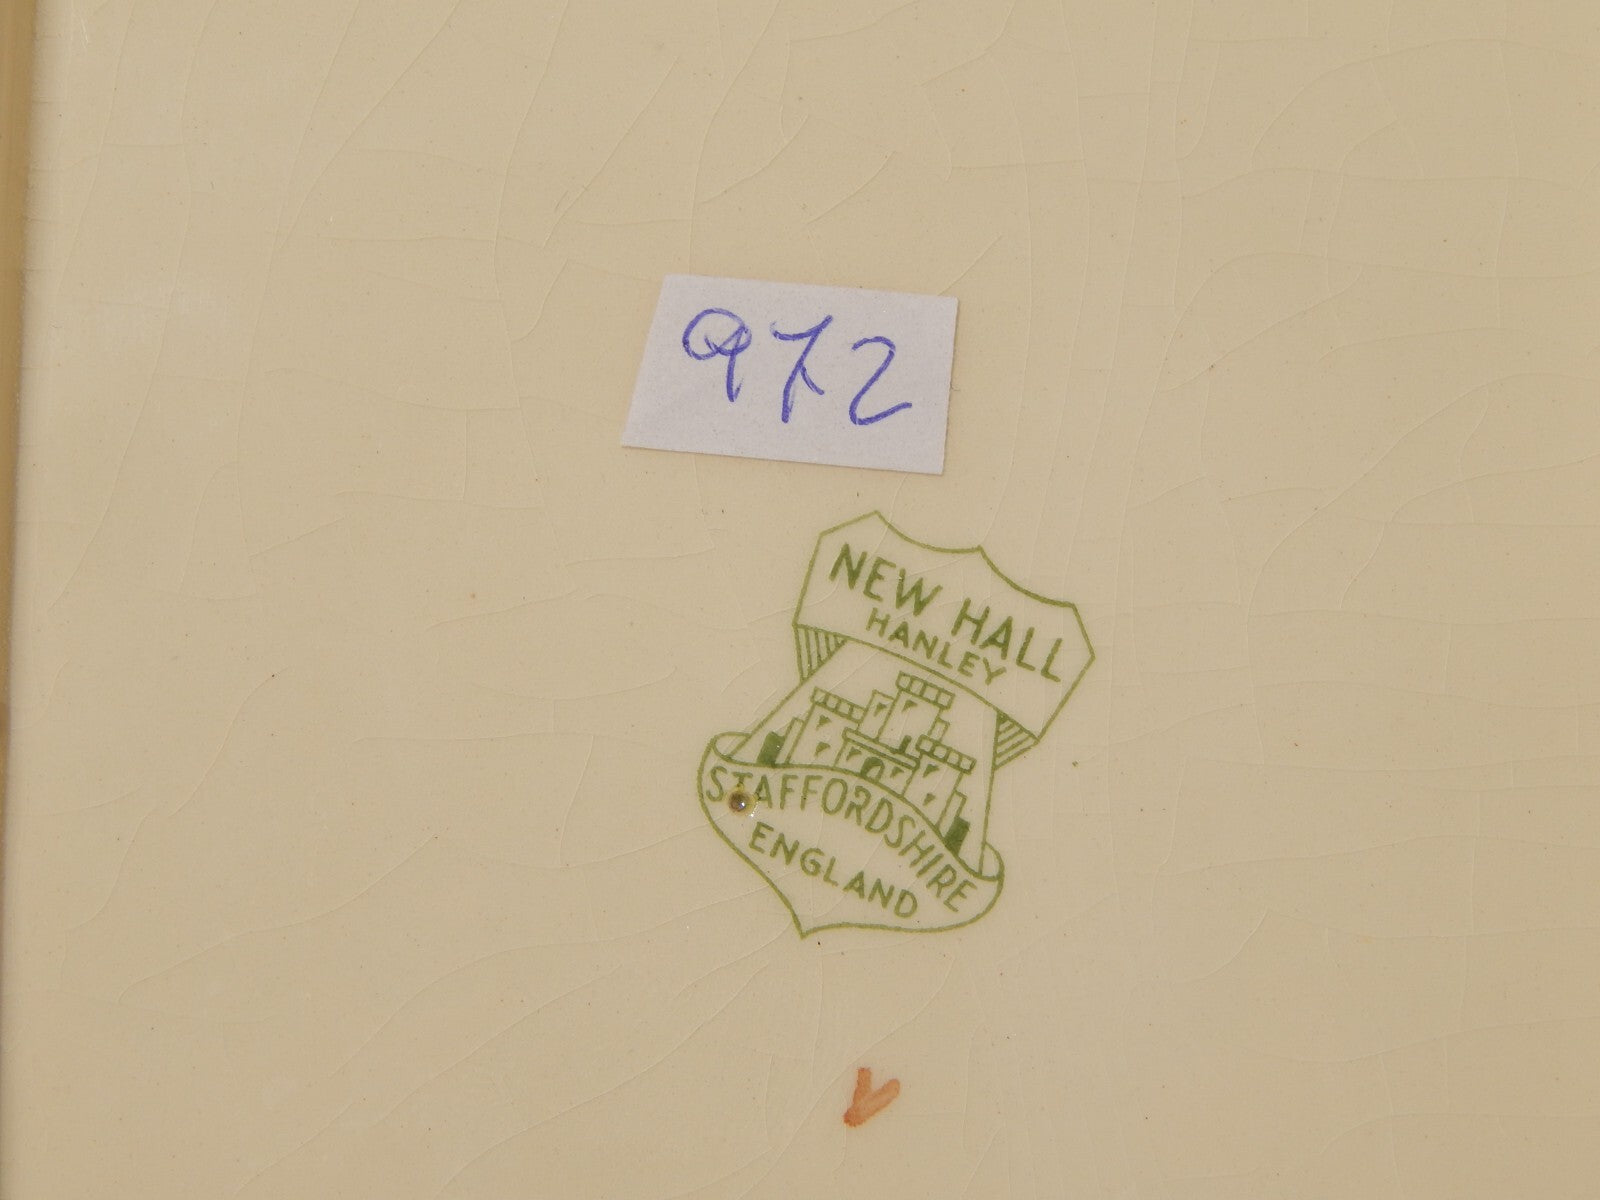 972
NEW HALL
HANLEY
STAFFORDSHIRE
ENGLAND